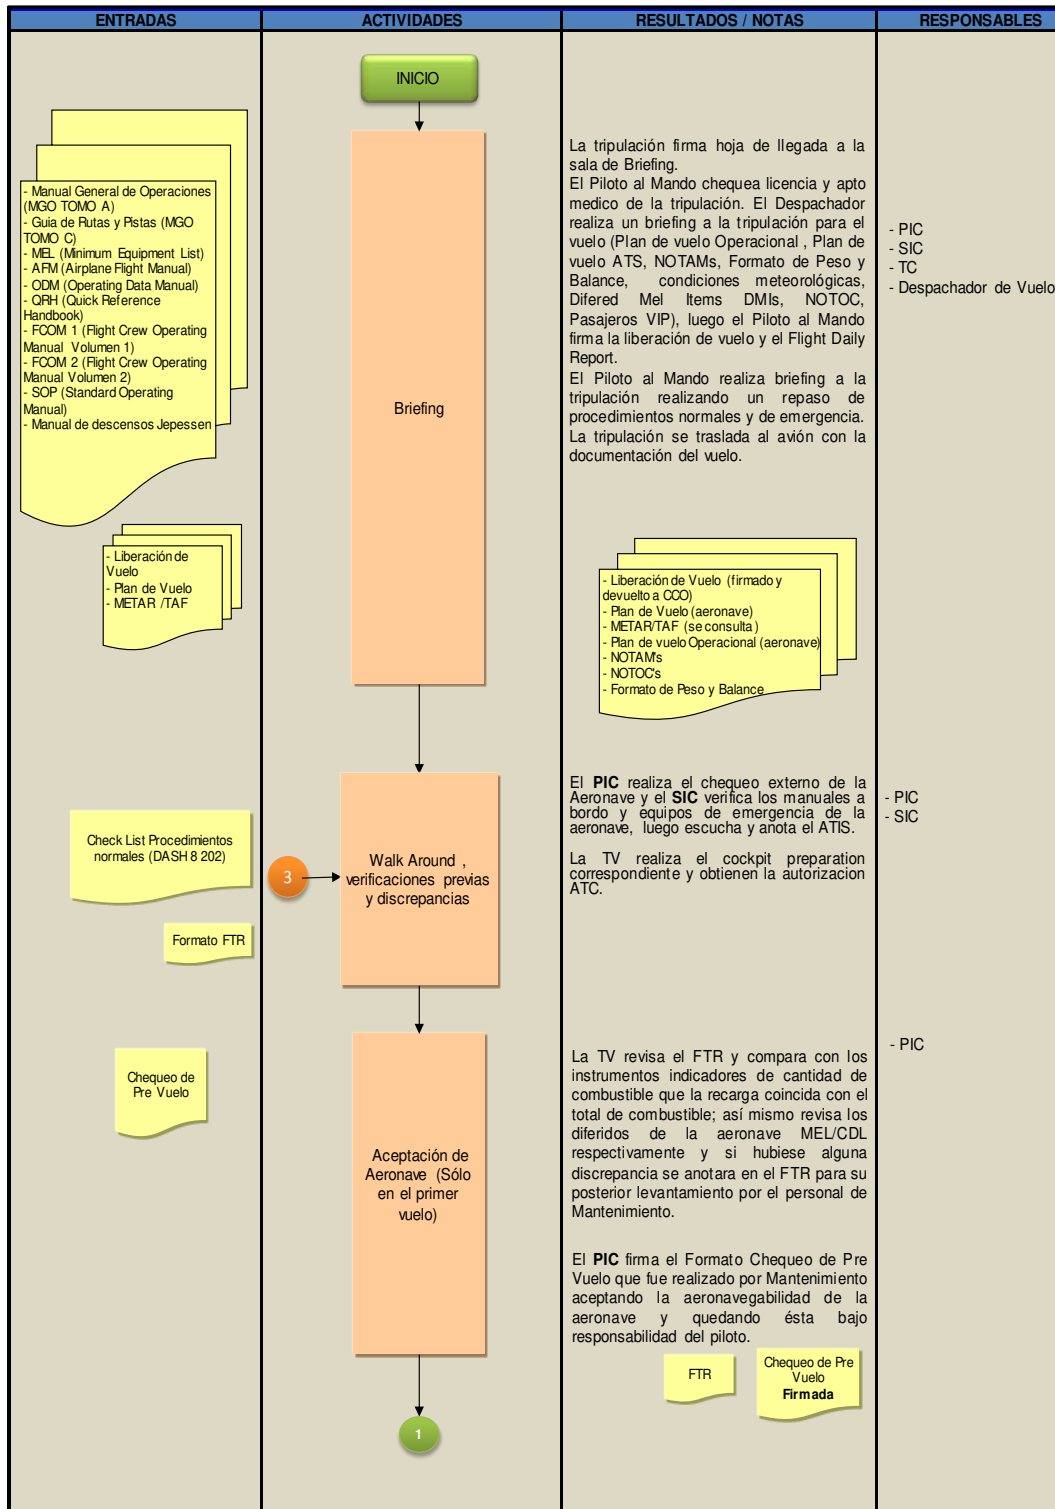 ENTRADAS
ACTIVIDADES
RESULTADOS / NOTAS
RESPONSABLES
INICIO
- Manual General de Operaciones
(MGO TOMO A)
- Guia de Rutas y Pistas (MGO
TOMO C)
- MEL (Minimum Equipment List)
- AFM (Airplane Flight Manual)
- ODM (Operating Data Manual)
- QRH (Quick Reference
Handbook)
- FCOM 1 (Flight Crew Operating
Manual Volumen 1)
- FCOM 2 (Flight Crew Operating
Manual Volumen 2)
- SOP (Standard Operating
Manual)
- Manual de descensos Jepessen
- Liberación de
Vuelo
- Plan de Vuelo
- METAR /TAF
Briefing
La tripulación firma hoja de llegada a la
sala de Briefing.
El Piloto al Mando chequea licencia y apto
medico de la tripulación. El Despachador
realiza un briefing a la tripulación para el
vuelo (Plan de vuelo Operacional , Plan de
vuelo ATS, NOTAMs, Formato de Peso y
Balance, condiciones meteorológicas,
Difered Mel Items DMIs, NOTOC,
Pasajeros VIP), luego el Piloto al Mando
firma la liberación de vuelo y el Flight Daily
Report.
El Piloto al Mando realiza briefing a la
tripulación realizando un repaso de
procedimientos normales y de emergencia.
La tripulación se traslada al avión con la
documentación del vuelo.
- Liberación de Vuelo (firmado y
devuelto a CCO)
- Plan de Vuelo (aeronave)
- METAR/TAF (se consulta )
- Plan de vuelo Operacional (aeronave)
- NOTAM's
- NOTOC's
- Formato de Peso y Balance
- PIC
- SIC
- TC
- Despachador de Vuelo
Check List Procedimientos
normales (DASH 8 202)
Formato FTR
3
Walk Around ,
verificaciones previas
y discrepancias
El PIC realiza el chequeo externo de la
Aeronave y el SIC verifica los manuales a
bordo y equipos de emergencia de la
aeronave, luego escucha y anota el ATIS.
La TV realiza el cockpit preparation
correspondiente y obtienen la autorizacion
ATC.
- PIC
- SIC
Chequeo de
Pre Vuelo
Aceptación de
Aeronave (Sólo
en el primer
vuelo)
La TV revisa el FTR y compara con los
instrumentos indicadores de cantidad de
combustible que la recarga coincida con el
total de combustible; así mismo revisa los
diferidos de la aeronave MEL/CDL
respectivamente y si hubiese alguna
discrepancia se anotara en el FTR para su
posterior levantamiento por el personal de
Mantenimiento.
El PIC firma el Formato Chequeo de Pre
Vuelo que fue realizado por Mantenimiento
aceptando la aeronavegabilidad de la
aeronave y quedando ésta bajo
responsabilidad del piloto.
FTR
Chequeo de Pre
Vuelo
Firmada
- PIC
1